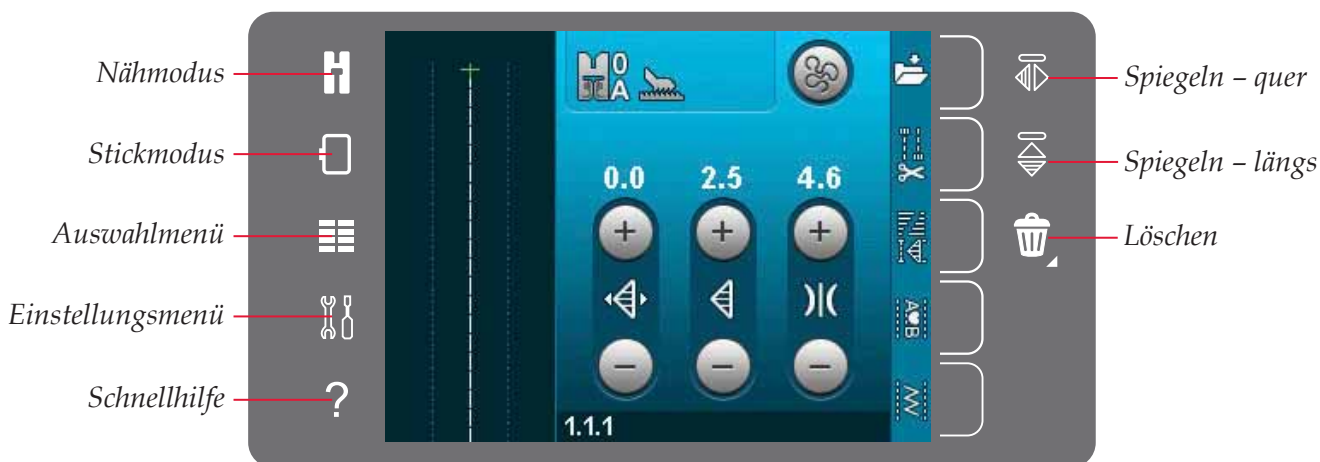 Nähmodus
Stickmodus
Auswahlmenü
Einstellungsmenü
Schnellhilfe
?
0
A
0.0 2.5 4.6
+ + +
− − −
1.1.1
A♥B
Spiegeln – quer
Spiegeln – längs
Löschen